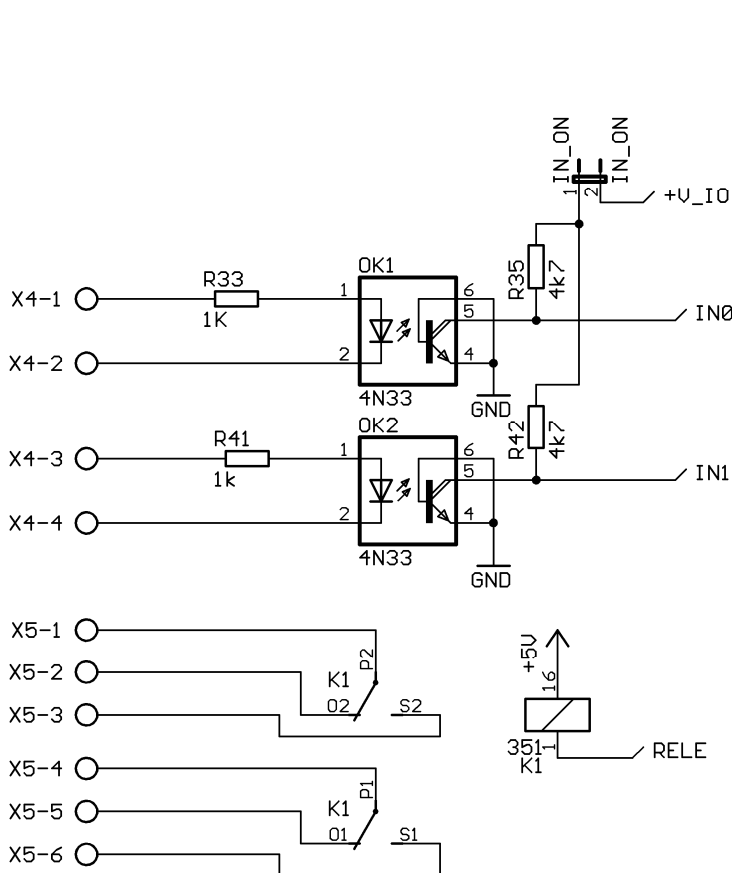 IN_ON IN_ON
1 2 +V_IO
OK1
R33
X4-1 1 6
1K
R35 4k7
5 IN0
X4-2 2 4
4N33
GND
OK2
R41
R42 4k7
X4-3 1 6
1k
5 IN1
X4-4 2 4
4N33
GND
X5-1
P2
+5V
X5-2
K1
16
X5-3 O2 S2
351 1 RELE
K1
X5-4
P1
X5-5 K1
O1 S1
X5-6